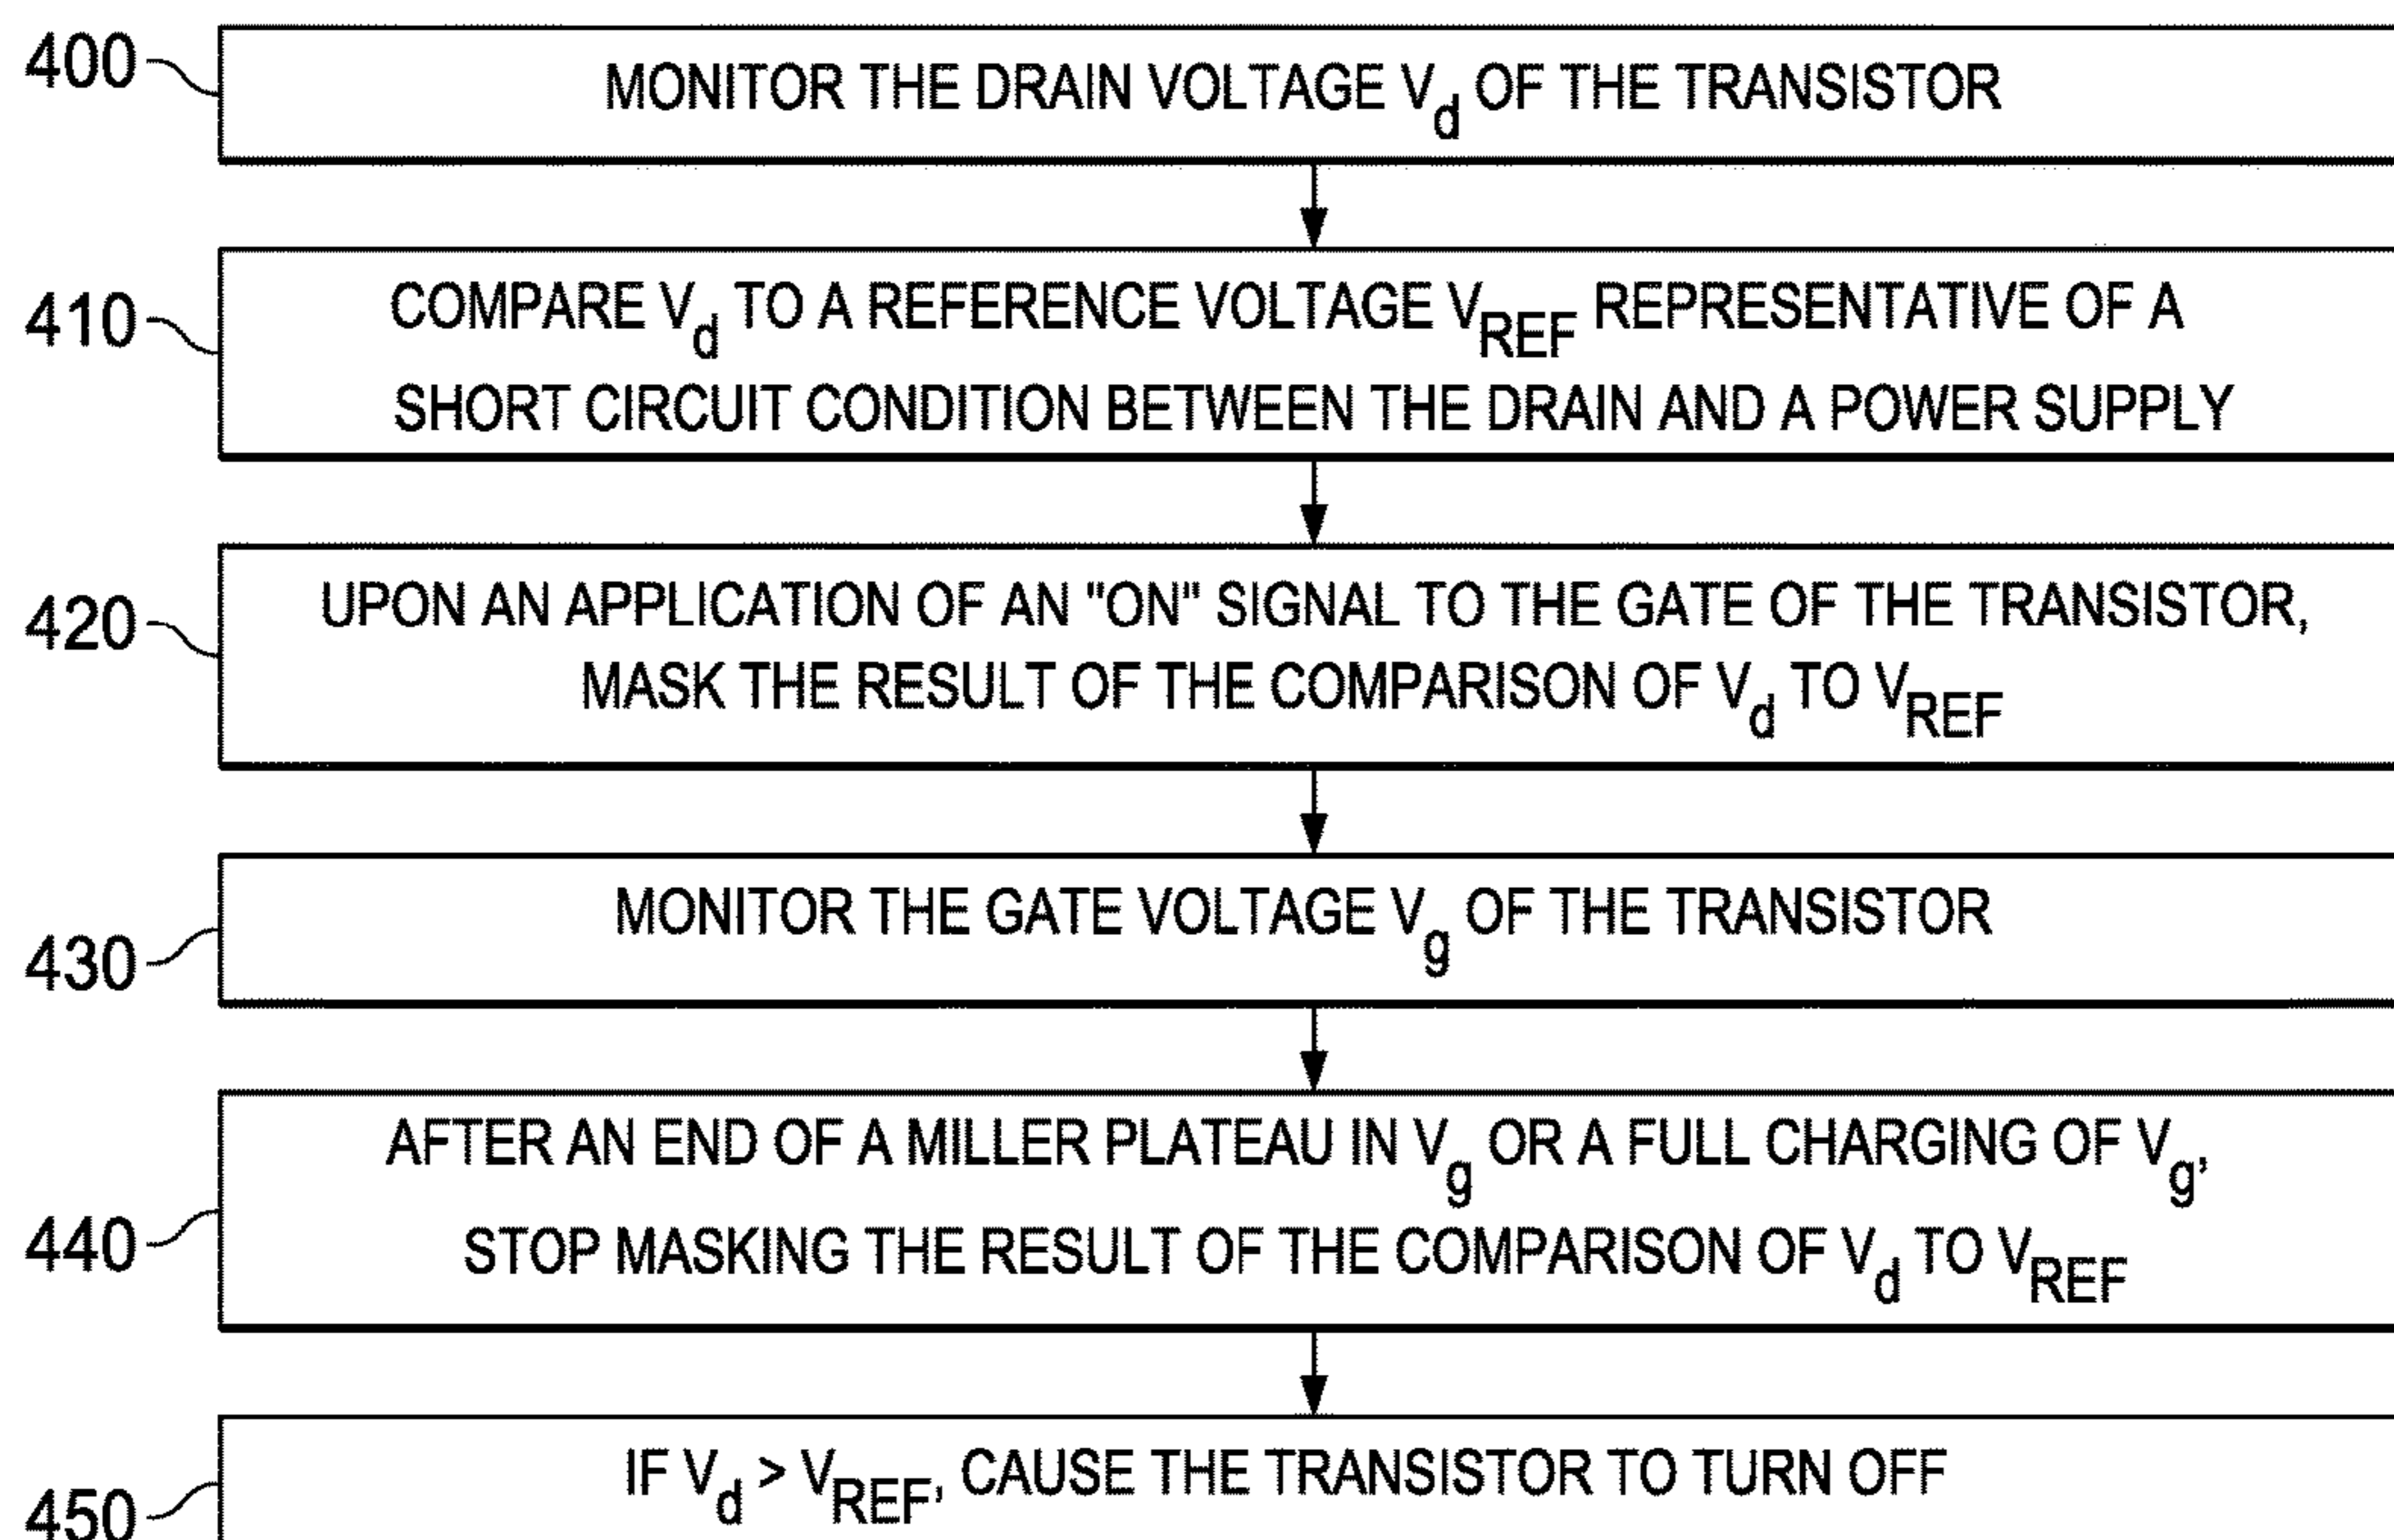 400
MONITOR THE DRAIN VOLTAGE Vd OF THE TRANSISTOR
410
COMPARE Vd TO A REFERENCE VOLTAGE VREF REPRESENTATIVE OF A
SHORT CIRCUIT CONDITION BETWEEN THE DRAIN AND A POWER SUPPLY
420
UPON AN APPLICATION OF AN "ON" SIGNAL TO THE GATE OF THE TRANSISTOR,
MASK THE RESULT OF THE COMPARISON OF Vd TO VREF
430
MONITOR THE GATE VOLTAGE Vg OF THE TRANSISTOR
440
AFTER AN END OF A MILLER PLATEAU IN Vg OR A FULL CHARGING OF Vg,
STOP MASKING THE RESULT OF THE COMPARISON OF Vd TO VREF
450
IF Vd > VREF, CAUSE THE TRANSISTOR TO TURN OFF